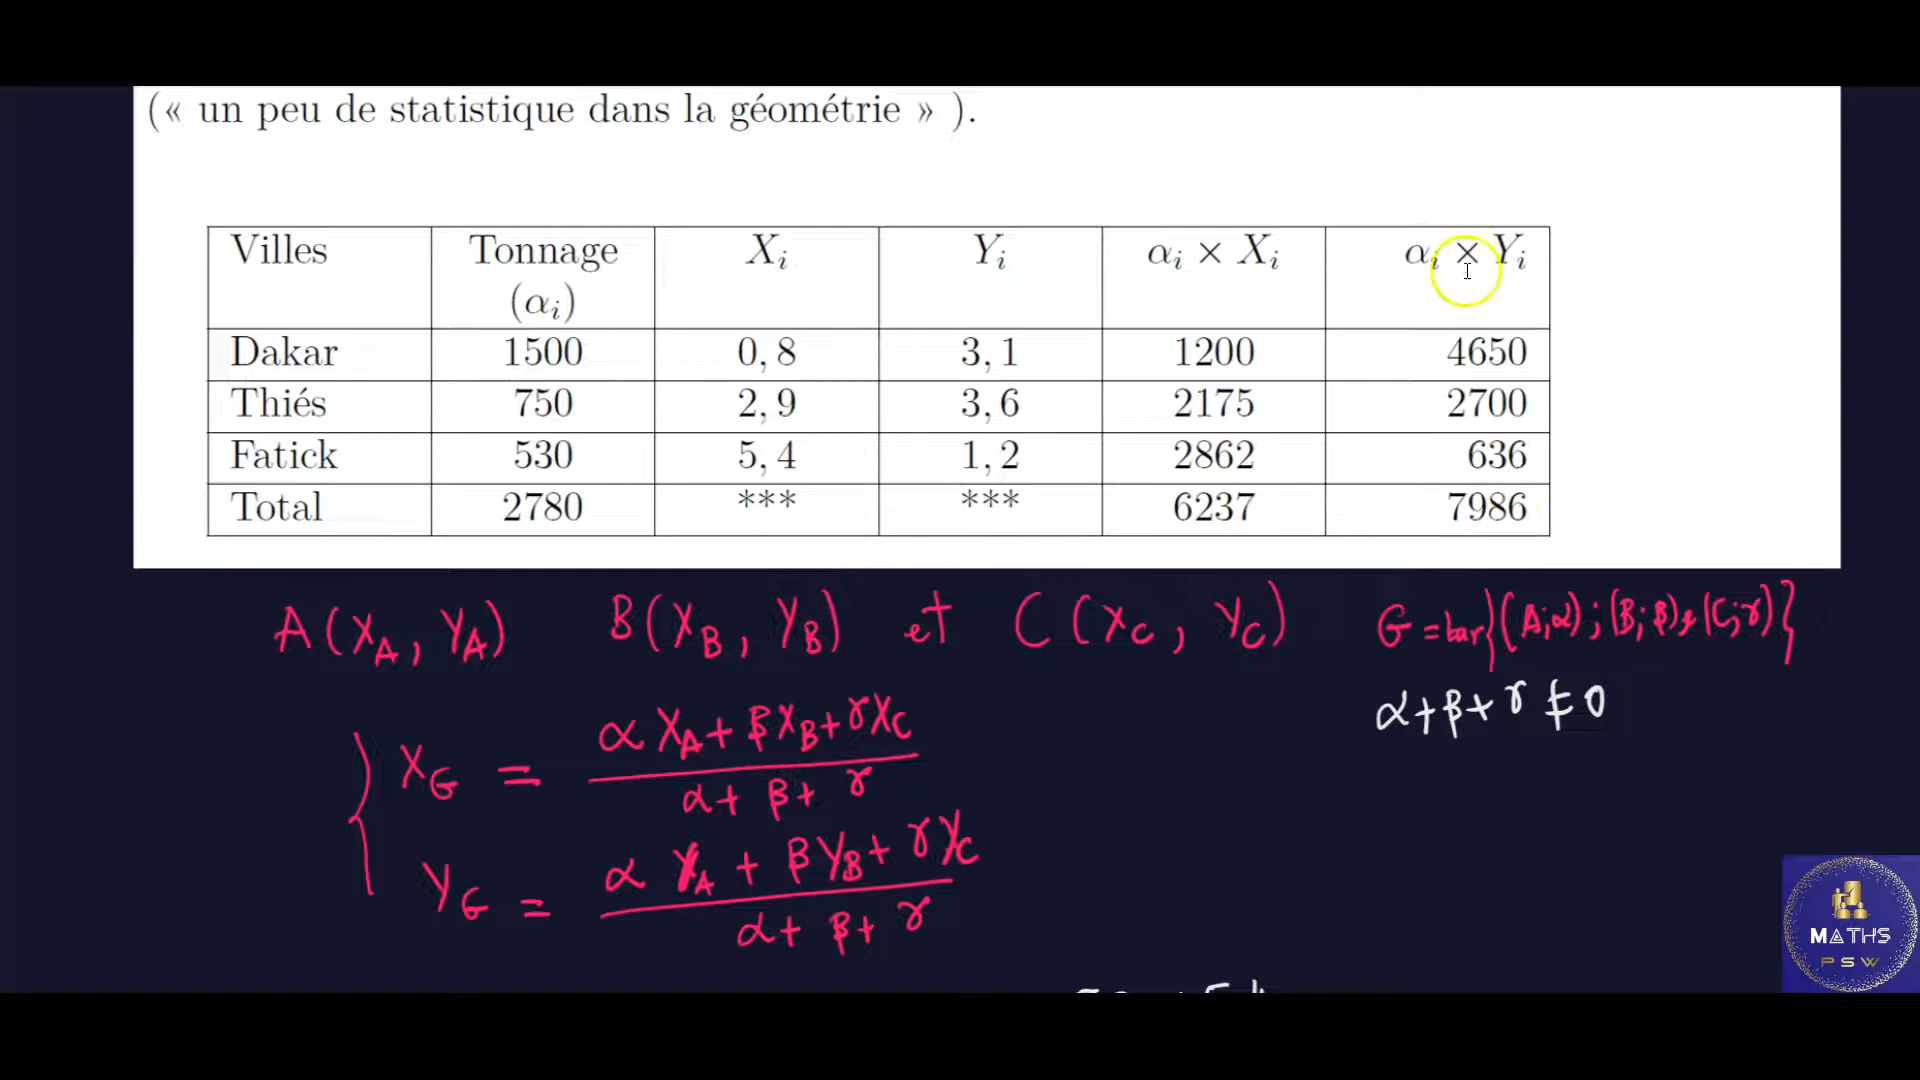 (« un peu de statistique dans la géométrie » ).
Villes Tonnage (αᵢ) Xᵢ Yᵢ αᵢ × Xᵢ αᵢ × Yᵢ
Dakar 1500 0, 8 3, 1 1200 4650
Thiés 750 2, 9 3, 6 2175 2700
Fatick 530 5, 4 1, 2 2862 636
Total 2780 *** *** 6237 7986
A(X_A, Y_A) B(X_B, Y_B) et C(X_C, Y_C) G = bar{(A;α);(B;β);(C;γ)}
α+β+γ ≠ 0
X_G = (αX_A + βX_B + γX_C) / (α+β+γ)
Y_G = (αY_A + βY_B + γY_C) / (α+β+γ)
MATHS
PSW